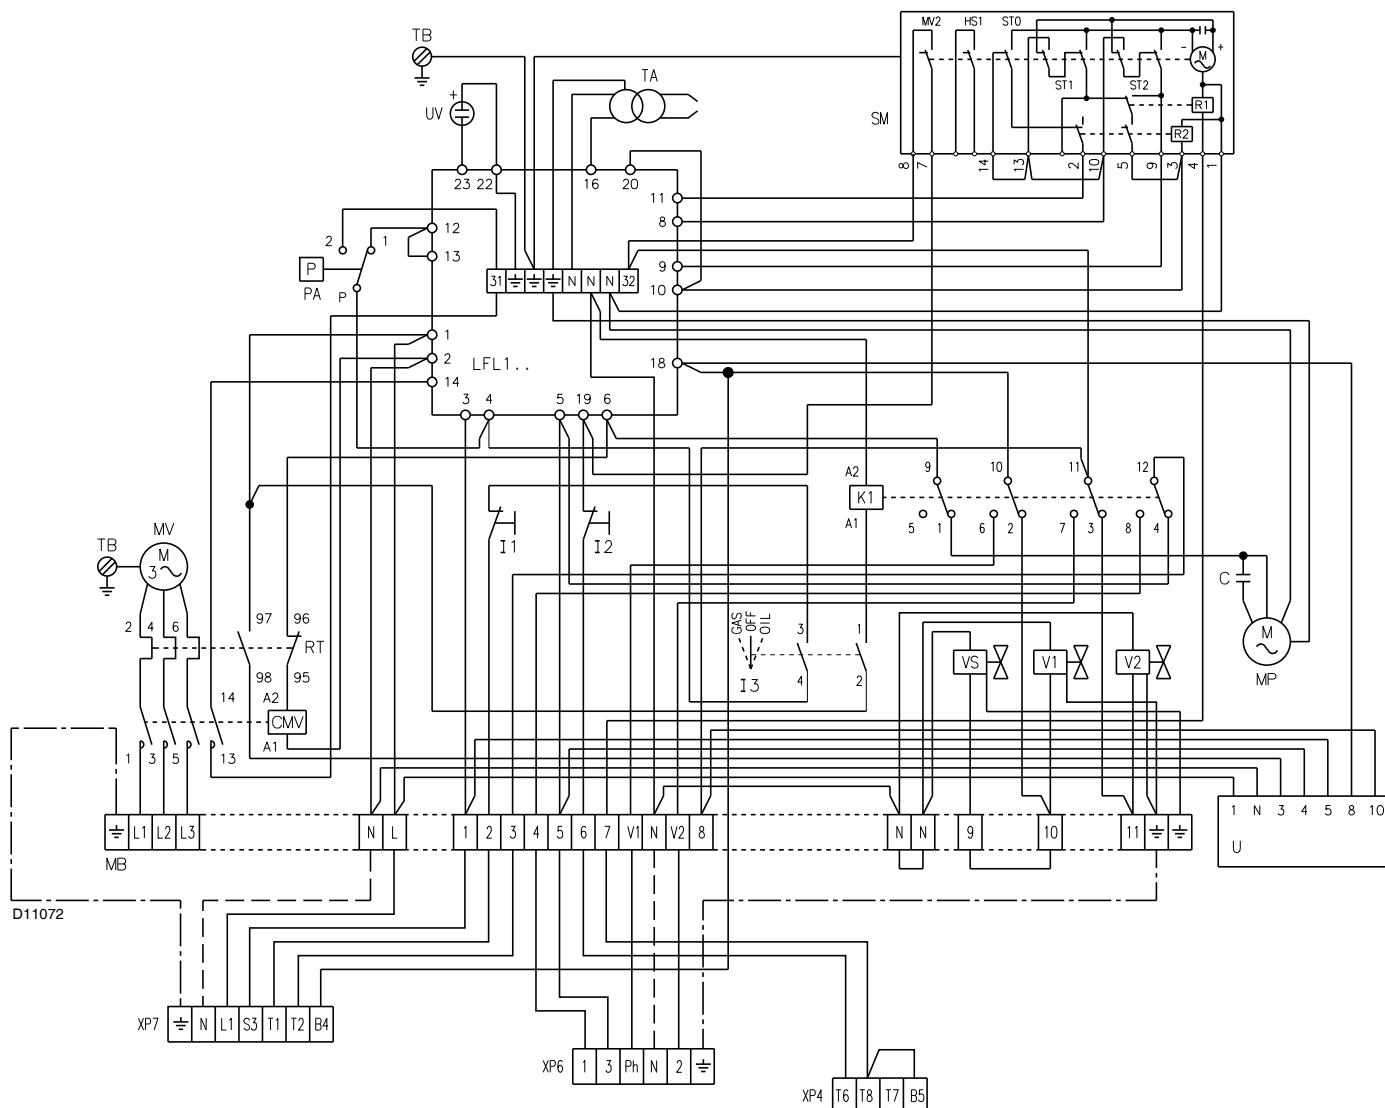 MV2 HS1 ST0
TB
TA
M
- +
ST1 ST2
UV +
SM
R1
R2
8 7 14 13 2 10 5 9 3 4 1
23 22 16 20
11
8
2 1 12
13
P
PA P
31 N N N 32
9
10
1
2
14
LFL1..
18
3 4 5 19 6
A2
K1
A1
9 10 11 12
5 1 6 2 7 3 8 4
I1 I2
MV
TB
M
3
2 4 6
97 96
RT
98 95
14 A2
CMV
A1
1 3 5 13
GAS OFF OIL
I3
3 1
4 2
VS V1 V2
C
M
MP
L1 L2 L3 N L 1 2 3 4 5 6 7 V1 N V2 8 N N 9 10 11
MB
1 N 3 4 5 8 10
U
D11072
XP7 N L1 S3 T1 T2 B4
XP6 1 3 Ph N 2
XP4 T6 T8 T7 B5